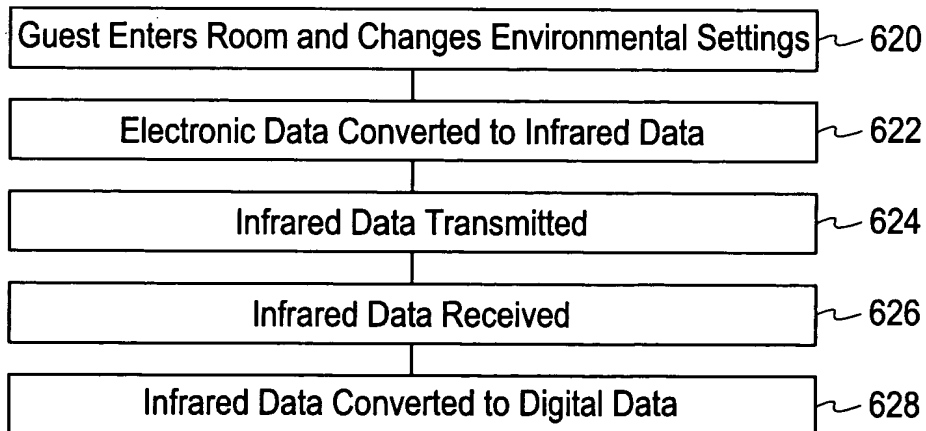 Guest Enters Room and Changes Environmental Settings 620
Electronic Data Converted to Infrared Data 622
Infrared Data Transmitted 624
Infrared Data Received 626
Infrared Data Converted to Digital Data 628